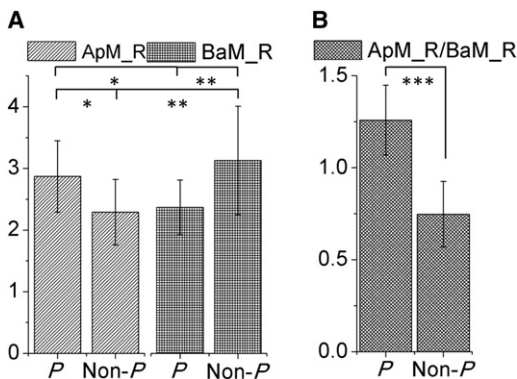 A
ApM_R BaM_R
* **
* **
4
3
2
1
0
P Non-P P Non-P
B
ApM_R/BaM_R
***
1.5
1.0
0.5
0.0
P Non-P